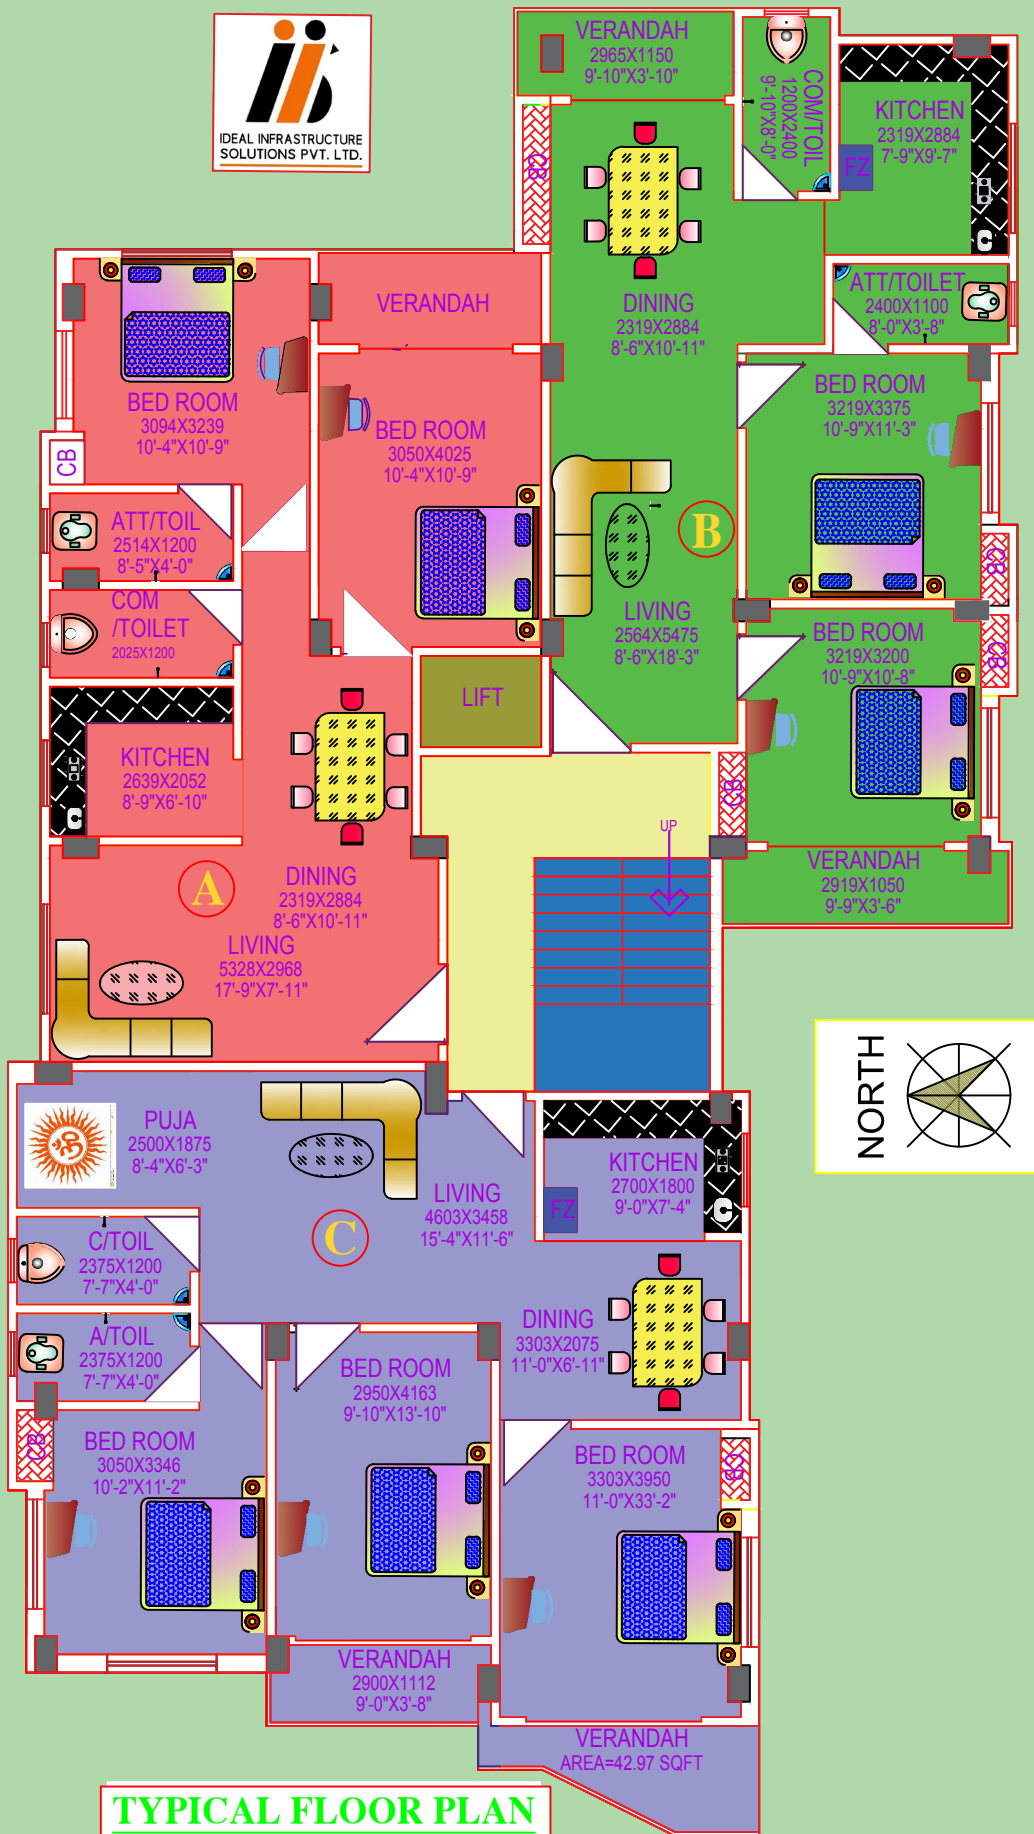 IDEAL INFRASTRUCTURE
SOLUTIONS PVT. LTD.
VERANDAH
2965X1150
9'-10"X3'-10"
COM/TOIL
1200X2400
9'-10"X8'-0"
KITCHEN
2319X2884
7'-9"X9'-7"
FZ
CB
ATT/TOILET
2400X1100
8'-0"X3'-8"
DINING
2319X2884
8'-6"X10'-11"
BED ROOM
3219X3375
10'-9"X11'-3"
CB
B
LIVING
2564X5475
8'-6"X18'-3"
BED ROOM
3219X3200
10'-9"X10'-8"
CB
CB
VERANDAH
2919X1050
9'-9"X3'-6"
VERANDAH
BED ROOM
3094X3239
10'-4"X10'-9"
BED ROOM
3050X4025
10'-4"X10'-9"
CB
ATT/TOIL
2514X1200
8'-5"X4'-0"
COM
/TOILET
2025X1200
LIFT
KITCHEN
2639X2052
8'-9"X6'-10"
UP
A
DINING
2319X2884
8'-6"X10'-11"
LIVING
5328X2968
17'-9"X7'-11"
NORTH
PUJA
2500X1875
8'-4"X6'-3"
ॐ
LIVING
4603X3458
15'-4"X11'-6"
KITCHEN
2700X1800
9'-0"X7'-4"
FZ
C
C/TOIL
2375X1200
7'-7"X4'-0"
A/TOIL
2375X1200
7'-7"X4'-0"
DINING
3303X2075
11'-0"X6'-11"
BED ROOM
2950X4163
9'-10"X13'-10"
BED ROOM
3050X3346
10'-2"X11'-2"
CB
BED ROOM
3303X3950
11'-0"X33'-2"
CB
VERANDAH
2900X1112
9'-0"X3'-8"
VERANDAH
AREA=42.97 SQFT
TYPICAL FLOOR PLAN